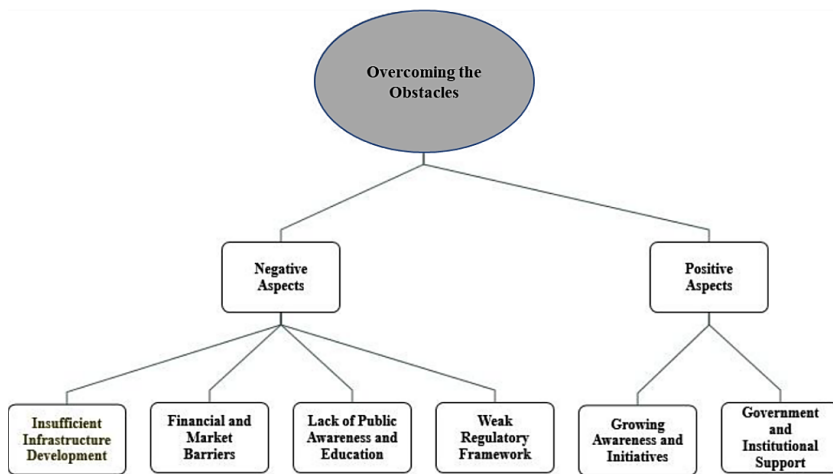 Overcoming the
Obstacles
Negative
Aspects
Positive
Aspects
Insufficient
Infrastructure
Development
Financial and
Market
Barriers
Lack of Public
Awareness and
Education
Weak
Regulatory
Framework
Growing
Awareness and
Initiatives
Government
and
Institutional
Support